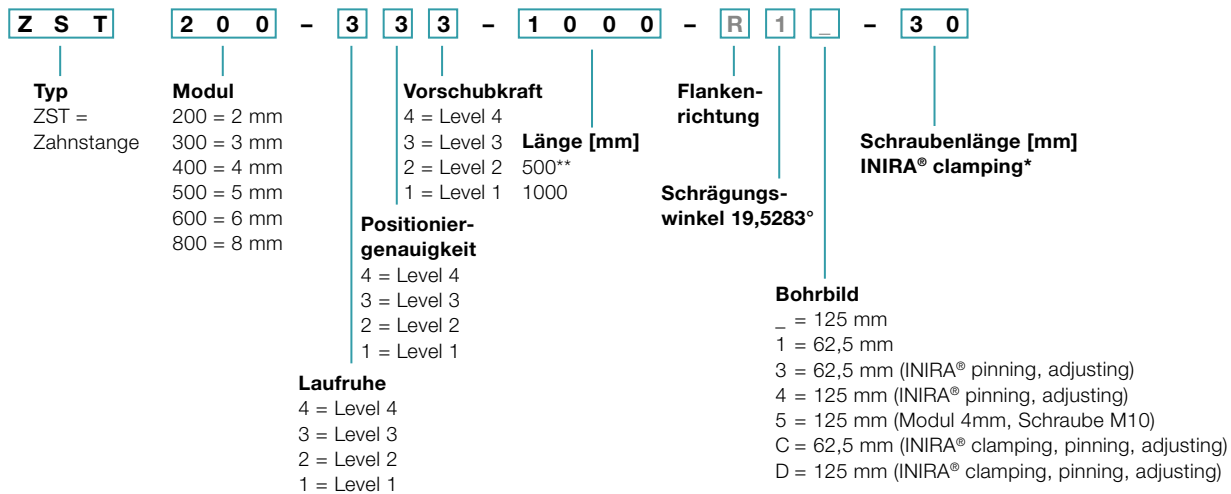 Z S T 2 0 0 – 3 3 3 – 1 0 0 0 – R 1 _ – 3 0
Typ
ZST =
Zahnstange
Modul
200 = 2 mm
300 = 3 mm
400 = 4 mm
500 = 5 mm
600 = 6 mm
800 = 8 mm
Laufruhe
4 = Level 4
3 = Level 3
2 = Level 2
1 = Level 1
Positionier-
genauigkeit
4 = Level 4
3 = Level 3
2 = Level 2
1 = Level 1
Vorschubkraft
4 = Level 4
3 = Level 3
2 = Level 2
1 = Level 1
Länge [mm]
500**
1000
Flanken-
richtung
Schrägungs-
winkel 19,5283°
Bohrbild
_ = 125 mm
1 = 62,5 mm
3 = 62,5 mm (INIRA® pinning, adjusting)
4 = 125 mm (INIRA® pinning, adjusting)
5 = 125 mm (Modul 4mm, Schraube M10)
C = 62,5 mm (INIRA® clamping, pinning, adjusting)
D = 125 mm (INIRA® clamping, pinning, adjusting)
Schraubenlänge [mm]
INIRA® clamping*